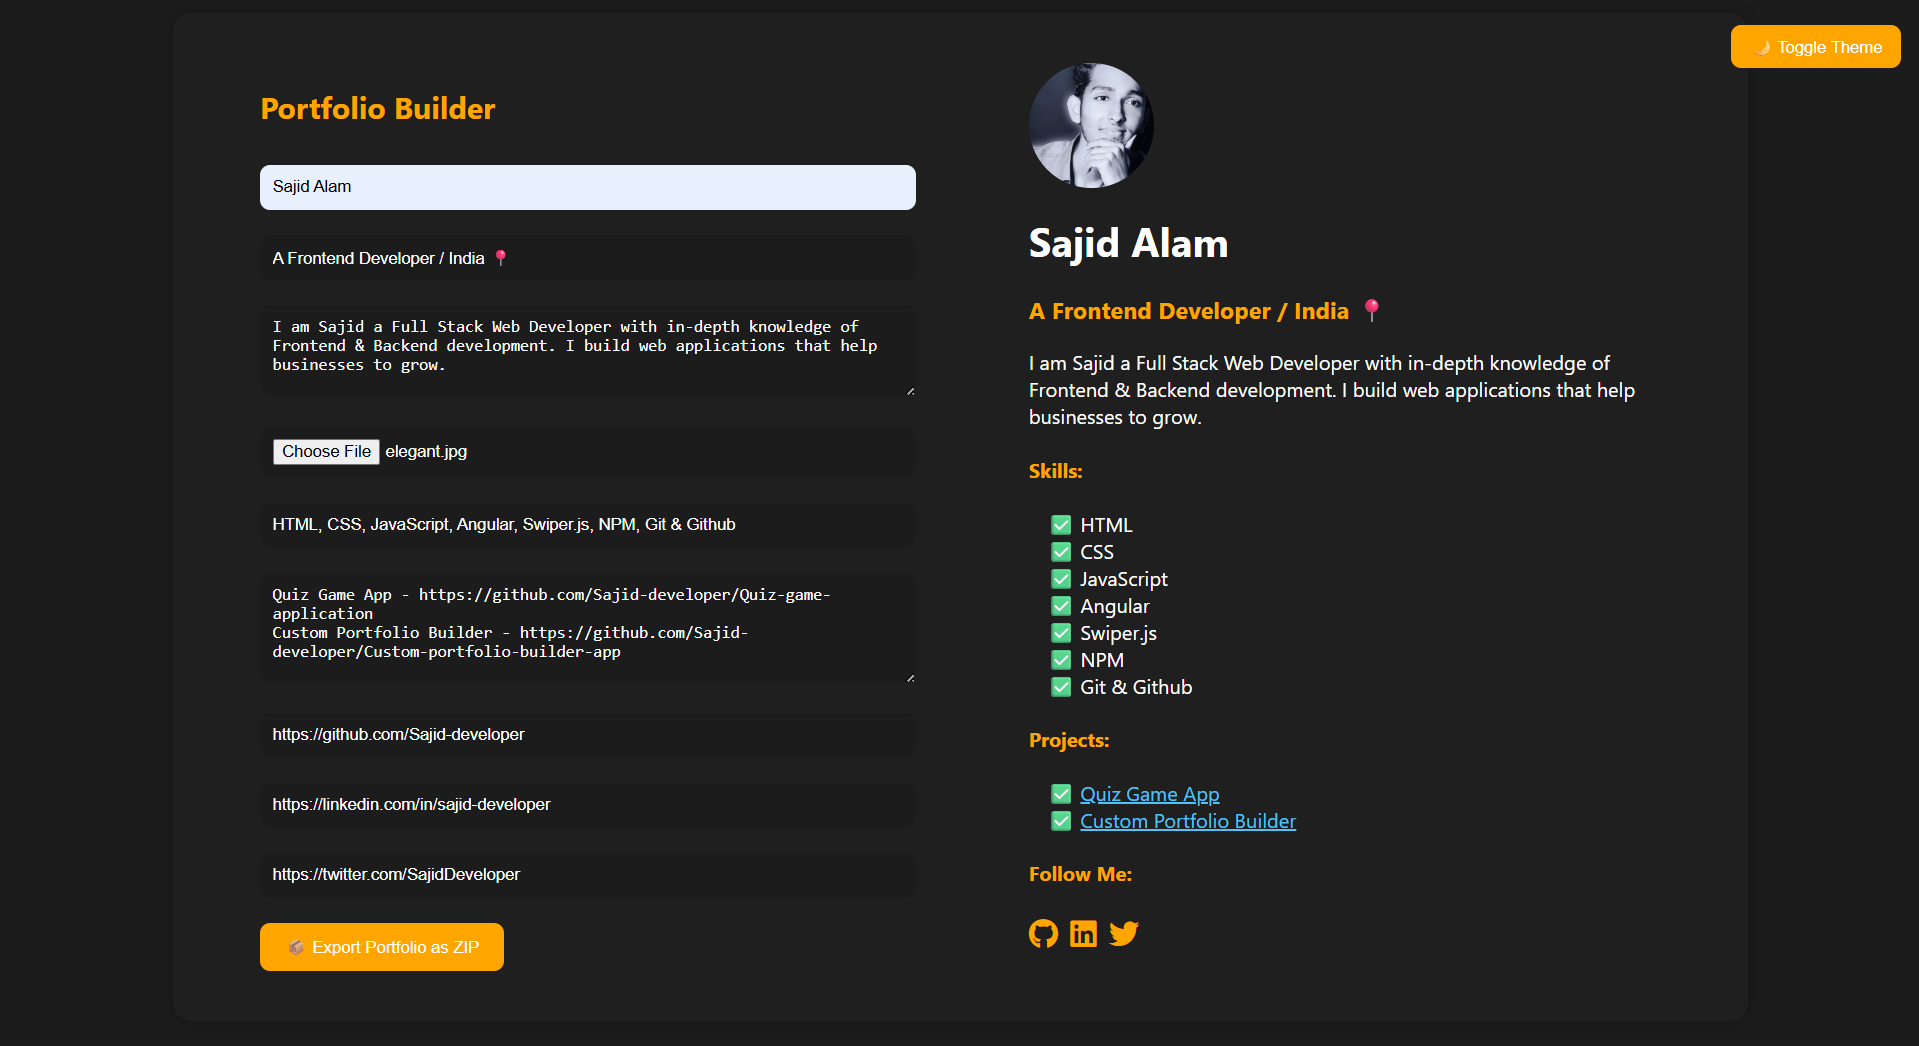 🌙 Toggle Theme
Portfolio Builder
Sajid Alam
A Frontend Developer / India 📍
I am Sajid a Full Stack Web Developer with in-depth knowledge of
Frontend & Backend development. I build web applications that help
businesses to grow.
Choose File elegant.jpg
HTML, CSS, JavaScript, Angular, Swiper.js, NPM, Git & Github
Quiz Game App - https://github.com/Sajid-developer/Quiz-game-
application
Custom Portfolio Builder - https://github.com/Sajid-
developer/Custom-portfolio-builder-app
https://github.com/Sajid-developer
https://linkedin.com/in/sajid-developer
https://twitter.com/SajidDeveloper
📦 Export Portfolio as ZIP
Sajid Alam
A Frontend Developer / India 📍
I am Sajid a Full Stack Web Developer with in-depth knowledge of
Frontend & Backend development. I build web applications that help
businesses to grow.
Skills:
✅ HTML
✅ CSS
✅ JavaScript
✅ Angular
✅ Swiper.js
✅ NPM
✅ Git & Github
Projects:
✅ Quiz Game App
✅ Custom Portfolio Builder
Follow Me: